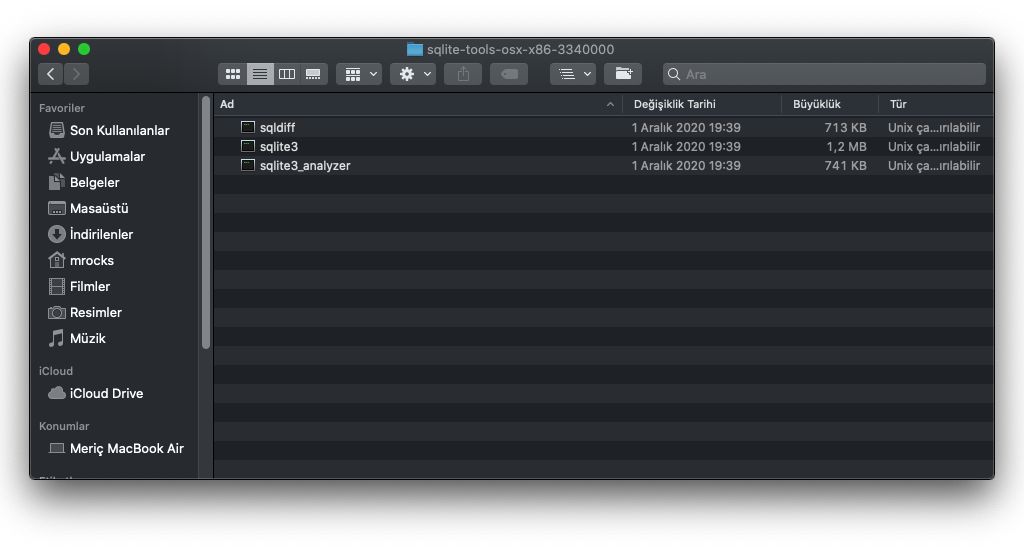 sqlite-tools-osx-x86-3340000
Ara
Favoriler
Son Kullanılanlar
Uygulamalar
Belgeler
Masaüstü
İndirilenler
mrocks
Filmler
Resimler
Müzik
iCloud
iCloud Drive
Konumlar
Meriç MacBook Air
Ad Değişiklik Tarihi Büyüklük Tür
sqldiff 1 Aralık 2020 19:39 713 KB Unix ça...ırılabilir
sqlite3 1 Aralık 2020 19:39 1,2 MB Unix ça...ırılabilir
sqlite3_analyzer 1 Aralık 2020 19:39 741 KB Unix ça...ırılabilir